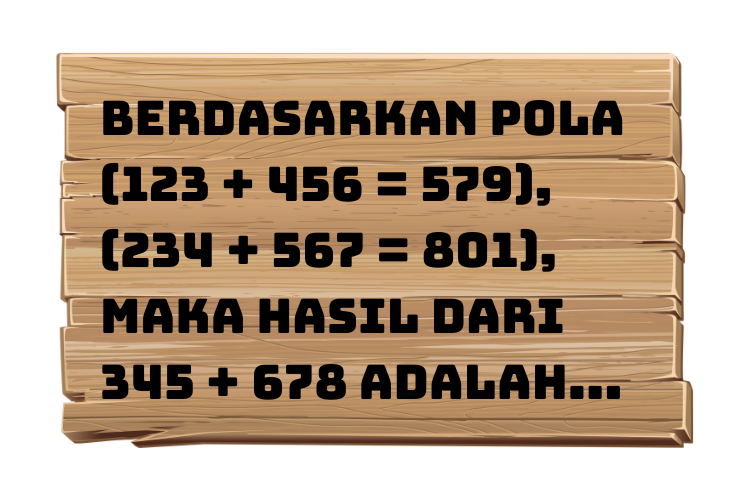 BERDASARKAN POLA
(123 + 456 = 579),
(234 + 567 = 801),
MAKA HASIL DARI
345 + 678 ADALAH...